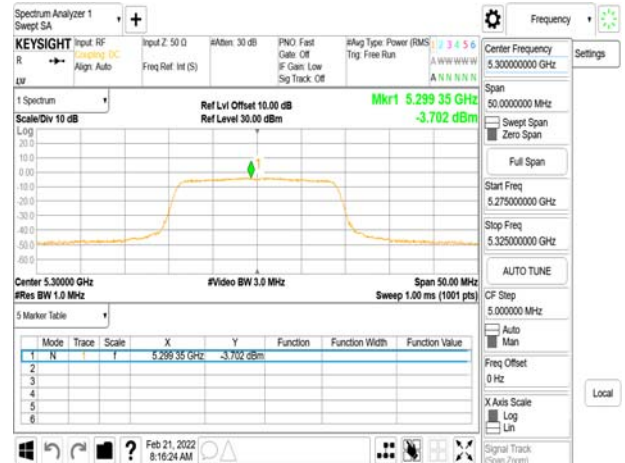 Spectrum Analyzer 1
Swept SA
+
Frequency
KEYSIGHT
R
LU
Input: RF
Coupling: DC
Align: Auto
Input Z: 50 Ω
Freq Ref: Int (S)
#Atten: 30 dB
PNO: Fast
Gate: Off
IF Gain: Low
Sig Track: Off
#Avg Type: Power (RMS
Trig: Free Run
1 2 3 4 5 6
A W W W W W
A N N N N N
Center Frequency
5.300000000 GHz
Settings
Span
50.0000000 MHz
Swept Span
Zero Span
Full Span
Start Freq
5.275000000 GHz
Stop Freq
5.325000000 GHz
AUTO TUNE
CF Step
5.000000 MHz
Auto
Man
Freq Offset
0 Hz
X Axis Scale
Log
Lin
Local
Signal Track
(Span Zoom)
1 Spectrum
Scale/Div 10 dB
Ref Lvl Offset 10.00 dB
Ref Level 30.00 dBm
Mkr1 5.299 35 GHz
-3.702 dBm
Log
20.0
10.0
0.00
-10.0
-20.0
-30.0
-40.0
-50.0
-60.0
1
Center 5.30000 GHz
#Res BW 1.0 MHz
#Video BW 3.0 MHz
Span 50.00 MHz
Sweep 1.00 ms (1001 pts)
5 Marker Table
Mode Trace Scale X Y Function Function Width Function Value
1 N 1 f 5.299 35 GHz -3.702 dBm
2
3
4
5
6
?
Feb 21, 2022
8:16:24 AM